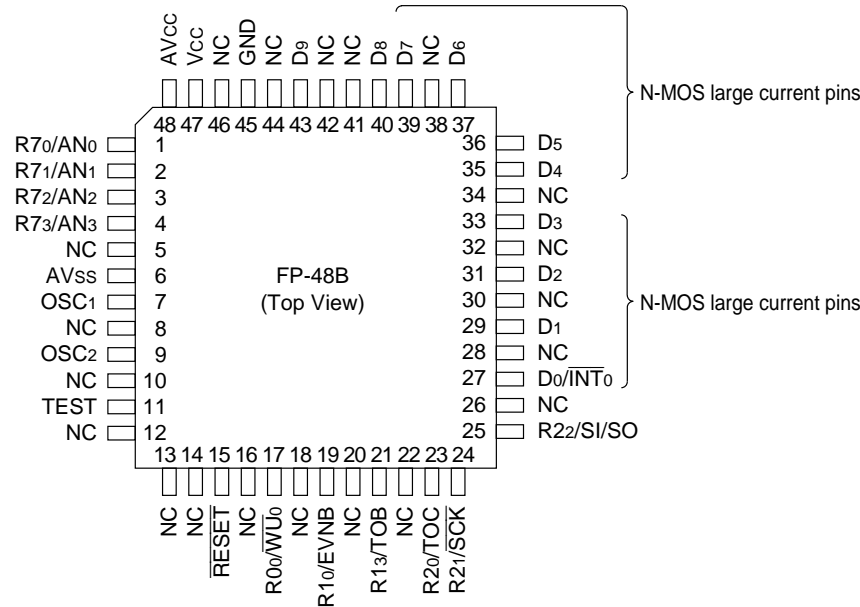 AVCC VCC NC GND NC D9 NC NC D8 D7 NC D6
N-MOS large current pins
48 47 46 45 44 43 42 41 40 39 38 37
R70/AN0 1 36 D5
R71/AN1 2 35 D4
R72/AN2 3 34 NC
R73/AN3 4 33 D3
NC 5 32 NC
AVSS 6 FP-48B 31 D2
OSC1 7 (Top View) 30 NC N-MOS large current pins
NC 8 29 D1
OSC2 9 28 NC
NC 10 27 D0/INT0
TEST 11 26 NC
NC 12 25 R22/SI/SO
13 14 15 16 17 18 19 20 21 22 23 24
NC NC RESET NC R00/WU0 NC R10/EVNB NC R13/TOB NC R20/TOC R21/SCK